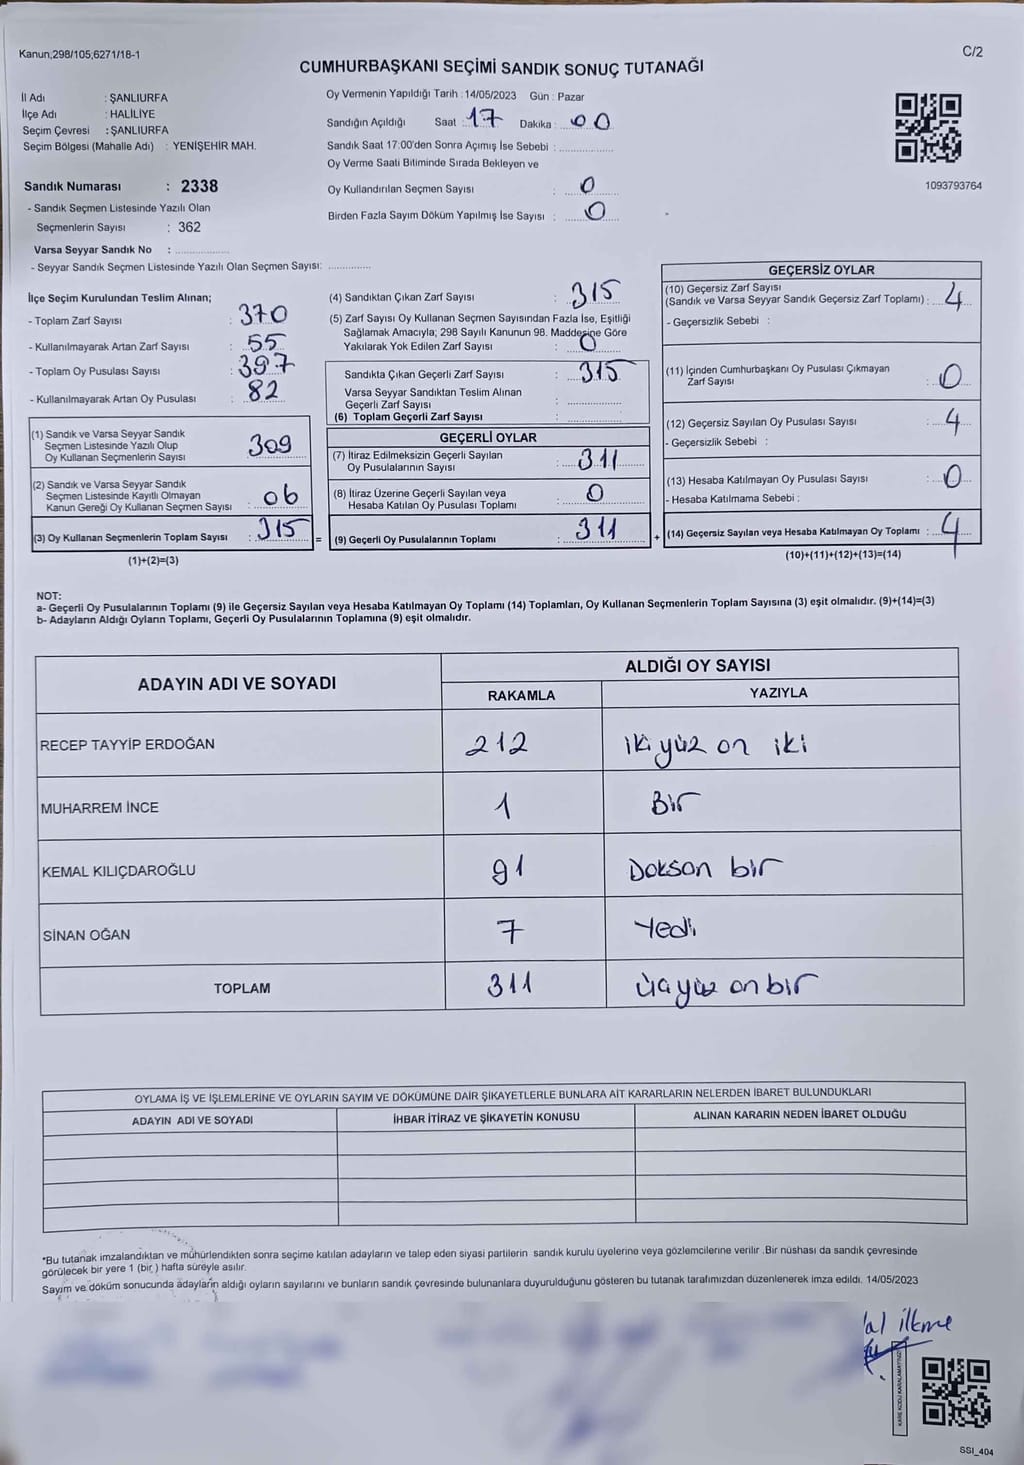 Kanun;298/105;6271/18-1
C/2
CUMHURBAŞKANI SEÇİMİ SANDIK SONUÇ TUTANAĞI
İl Adı : ŞANLIURFA
İlçe Adı : HALİLİYE
Seçim Çevresi : ŞANLIURFA
Seçim Bölgesi (Mahalle Adı) : YENİŞEHİR MAH.
Sandık Numarası : 2338
- Sandık Seçmen Listesinde Yazılı Olan
Seçmenlerin Sayısı : 362
Varsa Seyyar Sandık No : ..............
- Seyyar Sandık Seçmen Listesinde Yazılı Olan Seçmen Sayısı: ..............
Oy Vermenin Yapıldığı Tarih : 14/05/2023 Gün : Pazar
Sandığın Açıldığı Saat : 17 Dakika : 00
Sandık Saat 17:00'den Sonra Açımış İse Sebebi : ..............
Oy Verme Saati Bitiminde Sırada Bekleyen ve
Oy Kullandırılan Seçmen Sayısı : 0
Birden Fazla Sayım Döküm Yapılmış İse Sayısı : 0
1093793764
İlçe Seçim Kurulundan Teslim Alınan;
- Toplam Zarf Sayısı : 370
- Kullanılmayarak Artan Zarf Sayısı : 55
- Toplam Oy Pusulası Sayısı : 397
- Kullanılmayarak Artan Oy Pusulası : 82
(1) Sandık ve Varsa Seyyar Sandık
Seçmen Listesinde Yazılı Olup
Oy Kullanan Seçmenlerin Sayısı 309
(2) Sandık ve Varsa Seyyar Sandık
Seçmen Listesinde Kayıtlı Olmayan
Kanun Gereği Oy Kullanan Seçmen Sayısı : 06
(3) Oy Kullanan Seçmenlerin Toplam Sayısı : 315
(1)+(2)=(3)
(4) Sandıktan Çıkan Zarf Sayısı : 315
(5) Zarf Sayısı Oy Kullanan Seçmen Sayısından Fazla İse, Eşitliği
Sağlamak Amacıyla; 298 Sayılı Kanunun 98. Maddesine Göre
Yakılarak Yok Edilen Zarf Sayısı : 0
Sandıkta Çıkan Geçerli Zarf Sayısı : 315
Varsa Seyyar Sandıktan Teslim Alınan
Geçerli Zarf Sayısı : ..............
(6) Toplam Geçerli Zarf Sayısı : ..............
GEÇERLİ OYLAR
(7) İtiraz Edilmeksizin Geçerli Sayılan
Oy Pusulalarının Sayısı : 311
(8) İtiraz Üzerine Geçerli Sayılan veya
Hesaba Katılan Oy Pusulası Toplamı : 0
= (9) Geçerli Oy Pusulalarının Toplamı : 311
GEÇERSİZ OYLAR
(10) Geçersiz Zarf Sayısı
(Sandık ve Varsa Seyyar Sandık Geçersiz Zarf Toplamı) : 4
- Geçersizlik Sebebi :
(11) İçinden Cumhurbaşkanı Oy Pusulası Çıkmayan
Zarf Sayısı : 0
(12) Geçersiz Sayılan Oy Pusulası Sayısı : 4
- Geçersizlik Sebebi :
(13) Hesaba Katılmayan Oy Pusulası Sayısı : 0
- Hesaba Katılmama Sebebi :
+ (14) Geçersiz Sayılan veya Hesaba Katılmayan Oy Toplamı : 4
(10)+(11)+(12)+(13)=(14)
NOT:
a- Geçerli Oy Pusulalarının Toplamı (9) ile Geçersiz Sayılan veya Hesaba Katılmayan Oy Toplamı (14) Toplamları, Oy Kullanan Seçmenlerin Toplam Sayısına (3) eşit olmalıdır. (9)+(14)=(3)
b- Adayların Aldığı Oyların Toplamı, Geçerli Oy Pusulalarının Toplamına (9) eşit olmalıdır.
ADAYIN ADI VE SOYADI
ALDIĞI OY SAYISI
RAKAMLA YAZIYLA
RECEP TAYYİP ERDOĞAN 212 iki yüz on iki
MUHARREM İNCE 1 Bir
KEMAL KILIÇDAROĞLU 91 Doksan bir
SİNAN OĞAN 7 Yedi
TOPLAM 311 üçyüz onbir
OYLAMA İŞ VE İŞLEMLERİNE VE OYLARIN SAYIM VE DÖKÜMÜNE DAİR ŞİKAYETLERLE BUNLARA AİT KARARLARIN NELERDEN İBARET BULUNDUKLARI
ADAYIN ADI VE SOYADI İHBAR İTİRAZ VE ŞİKAYETİN KONUSU ALINAN KARARIN NEDEN İBARET OLDUĞU
*Bu tutanak imzalandıktan ve mühürlendikten sonra seçime katılan adayların ve talep eden siyasi partilerin sandık kurulu üyelerine veya gözlemcilerine verilir .Bir nüshası da sandık çevresinde
görülecek bir yere 1 (bir ) hafta süreyle asılır.
Sayım ve döküm sonucunda adayların aldığı oyların sayılarını ve bunların sandık çevresinde bulunanlara duyurulduğunu gösteren bu tutanak tarafımızdan düzenlenerek imza edildi. 14/05/2023
KARE KODU KARALAMAYINIZ
SSI_404